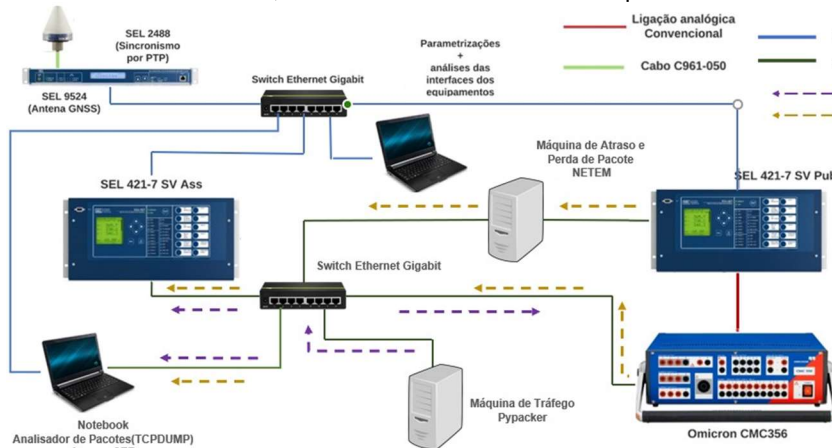 SEL 2488
(Sincronismo
por PTP)
SEL 9524
(Antena GNSS)
Switch Ethernet Gigabit
Parametrizações
+
análises das
interfaces dos
equipamentos
Ligação analógica
Convencional
Cabo C961-050
Máquina de Atraso e
Perda de Pacote
NETEM
SEL 421-7 SV Ass
SEL 421-7 SV Pub
Switch Ethernet Gigabit
Máquina de Tráfego
Pypacker
Notebook
Analisador de Pacotes(TCPDUMP)
Omicron CMC356